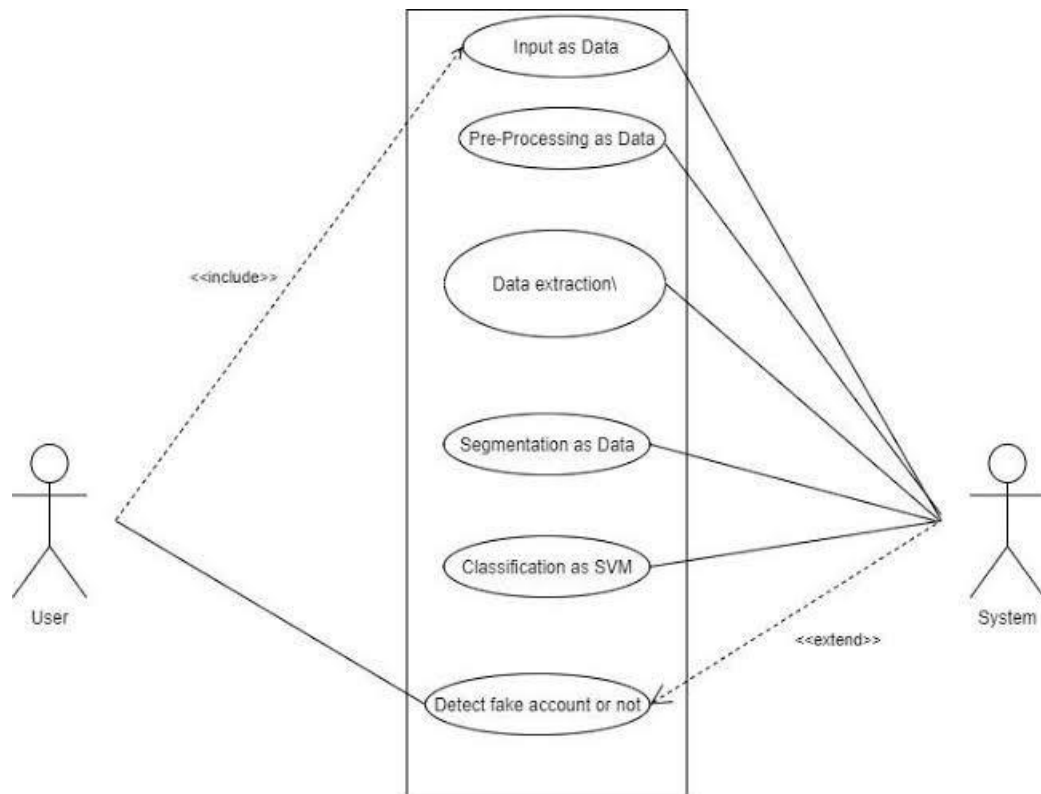 Input as Data
Pre-Processing as Data
<<include>>
Data extraction\
Segmentation as Data
Classification as SVM
User
System
<<extend>>
Detect fake account or not